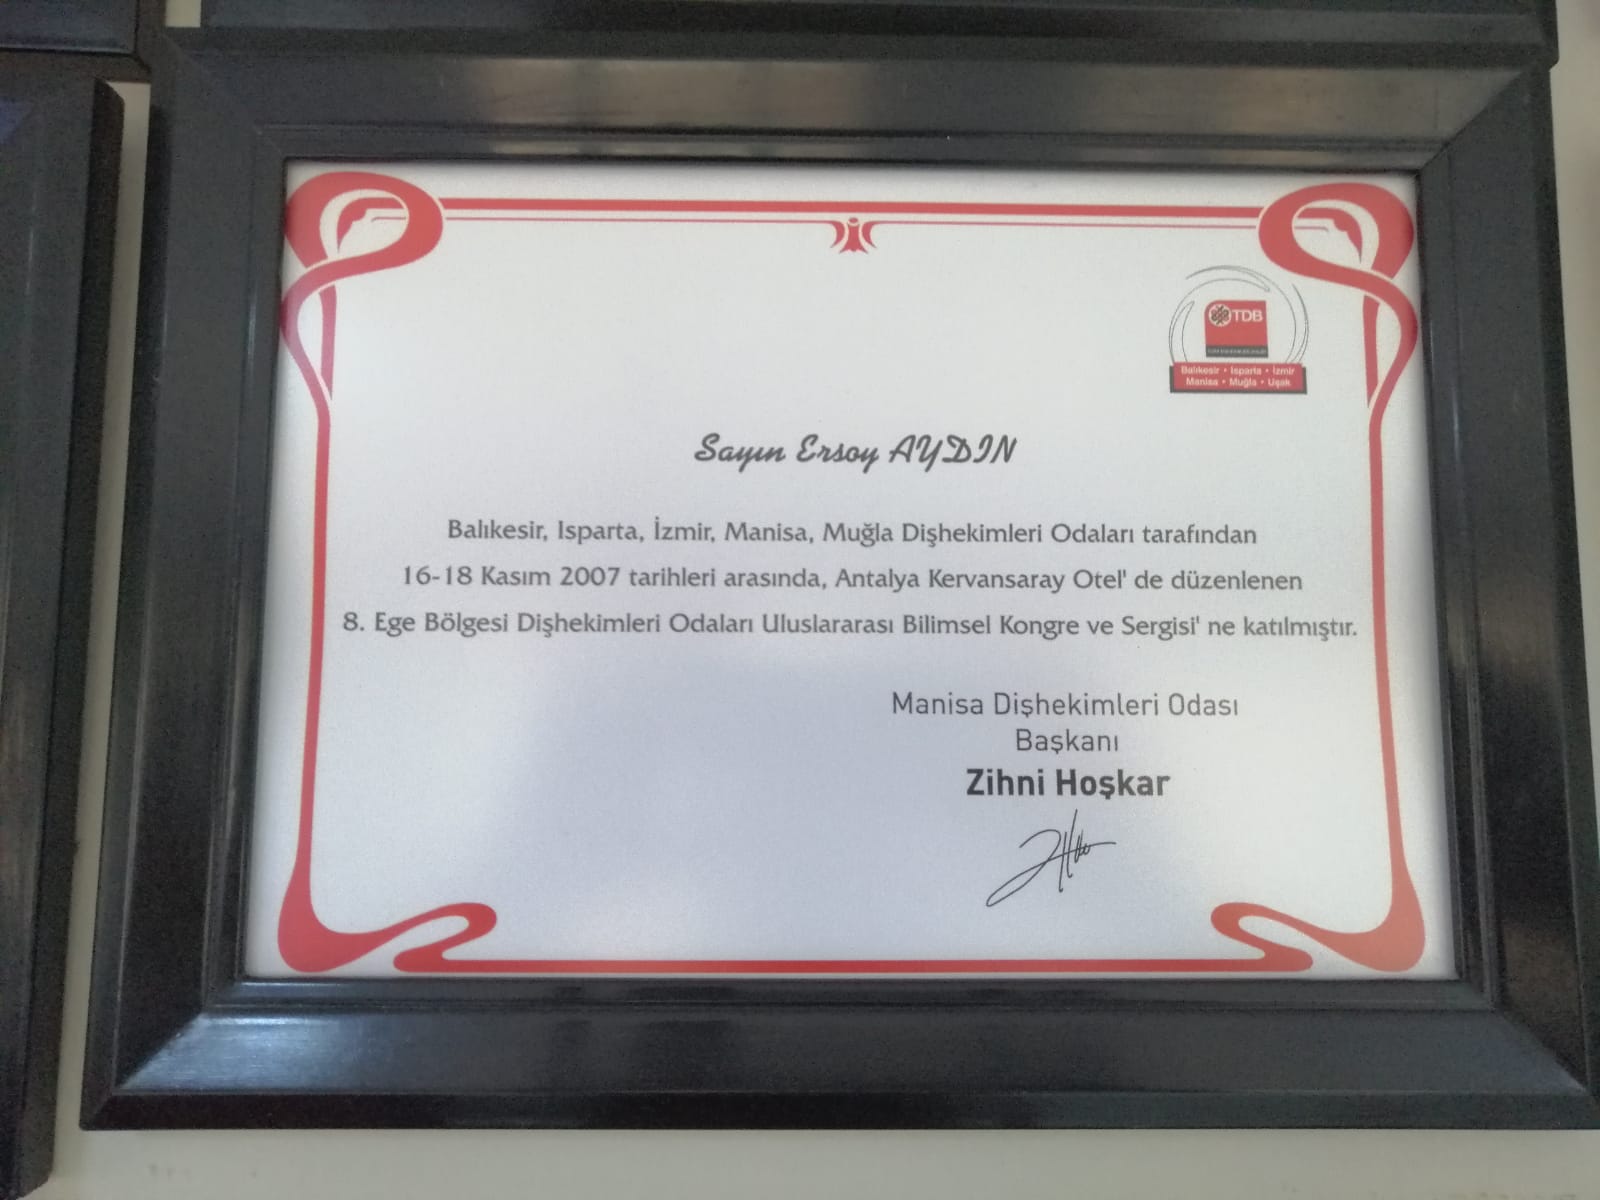 TDB
Balıkesir • Isparta • İzmir
Manisa • Muğla • Uşak
Sayın Ersoy AYDIN
Balıkesir, Isparta, İzmir, Manisa, Muğla Dişhekimleri Odaları tarafından
16-18 Kasım 2007 tarihleri arasında, Antalya Kervansaray Otel' de düzenlenen
8. Ege Bölgesi Dişhekimleri Odaları Uluslararası Bilimsel Kongre ve Sergisi' ne katılmıştır.
Manisa Dişhekimleri Odası
Başkanı
Zihni Hoşkar